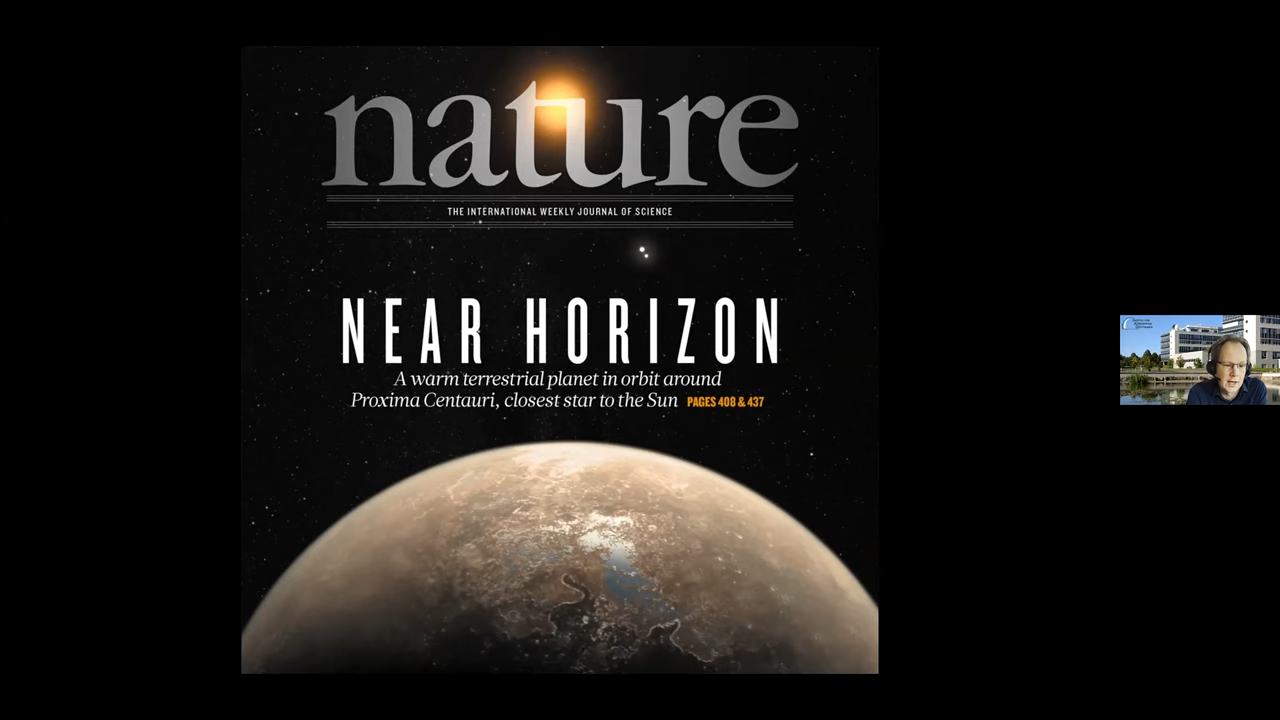 nature
THE INTERNATIONAL WEEKLY JOURNAL OF SCIENCE
NEAR HORIZON
A warm terrestrial planet in orbit around
Proxima Centauri, closest star to the Sun PAGES 408 & 437